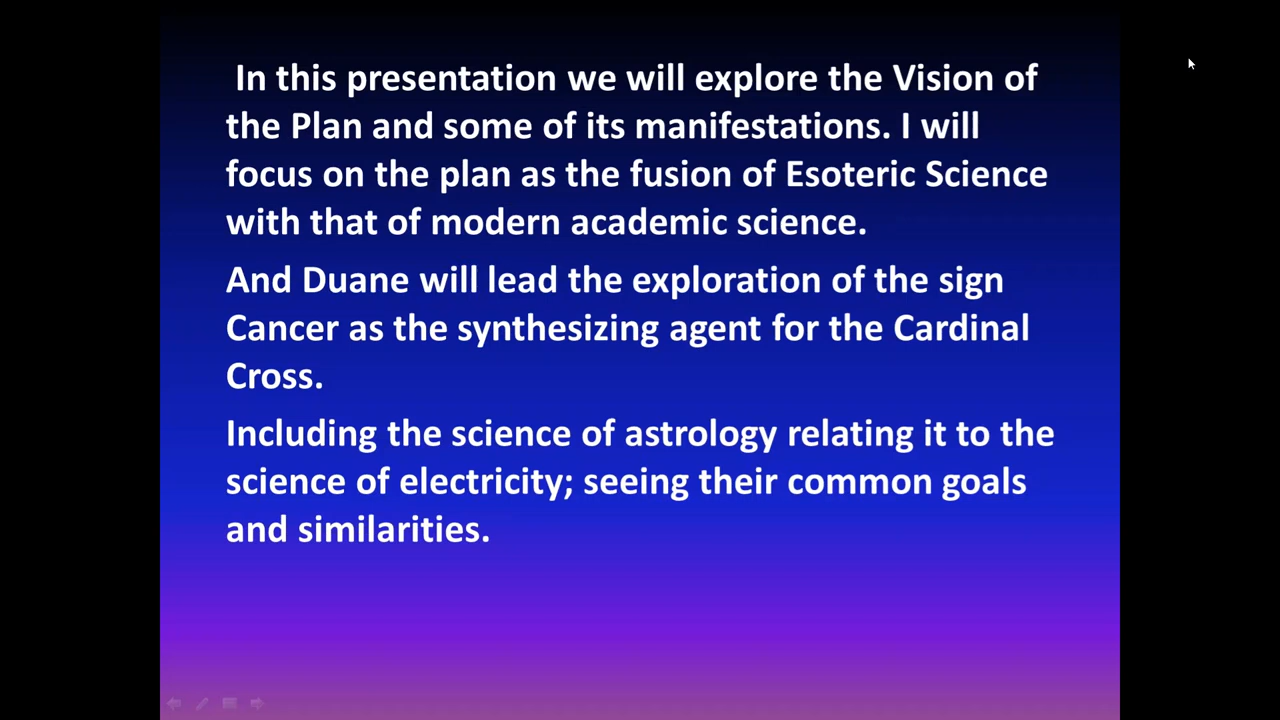 In this presentation we will explore the Vision of
the Plan and some of its manifestations. I will
focus on the plan as the fusion of Esoteric Science
with that of modern academic science.
And Duane will lead the exploration of the sign
Cancer as the synthesizing agent for the Cardinal
Cross.
Including the science of astrology relating it to the
science of electricity; seeing their common goals
and similarities.